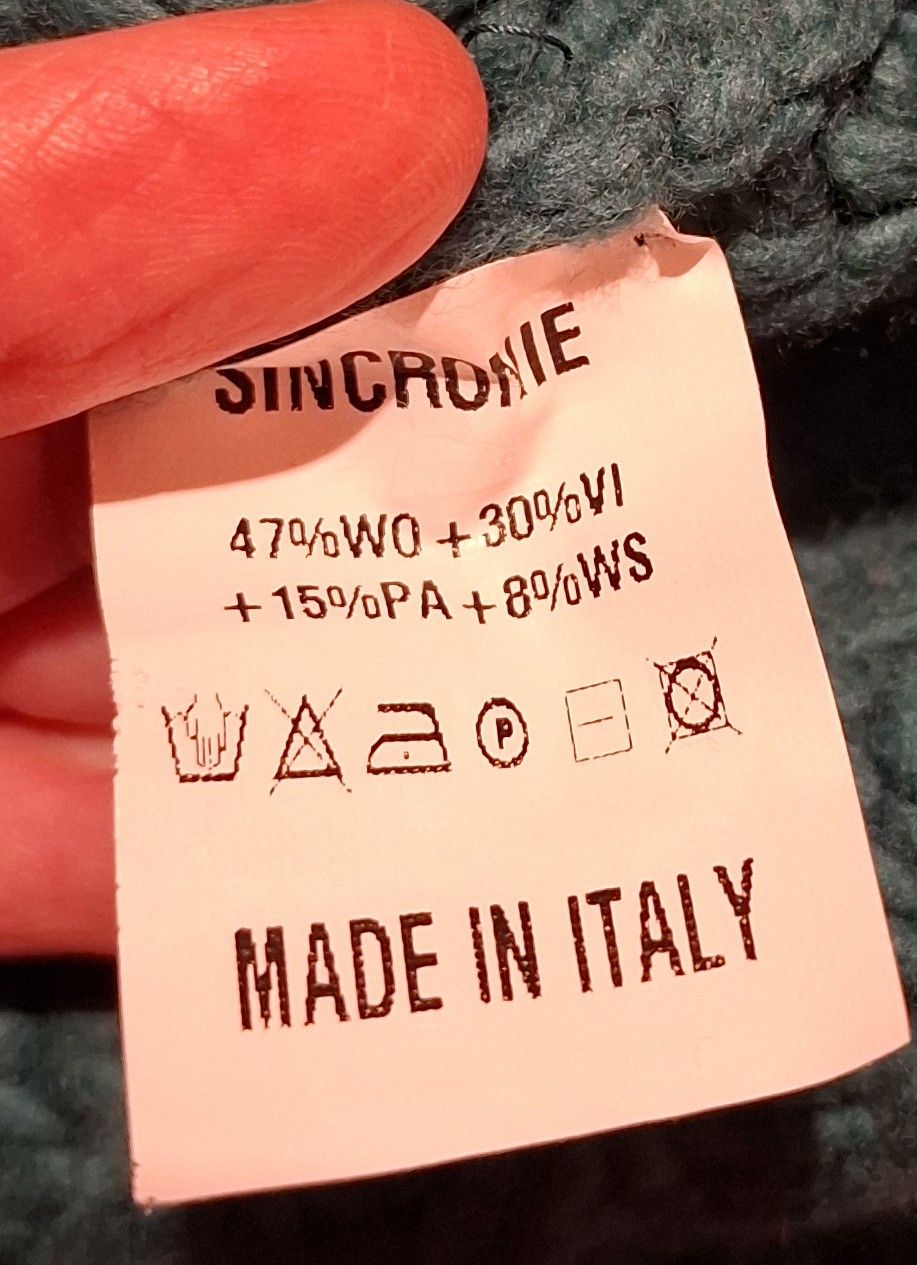 SINCRONIE
47%WO +30%VI
+15%PA +8%WS
P
MADE IN ITALY